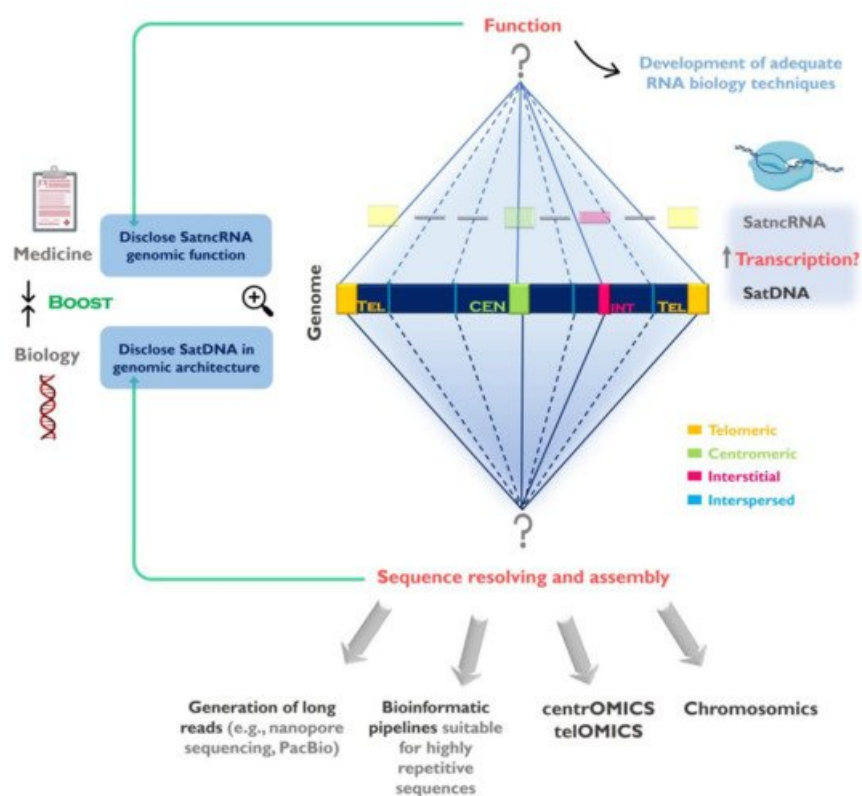 Function
?
Development of adequate
RNA biology techniques
Medicine
Disclose SatncRNA
genomic function
BOOST
Biology
Disclose SatDNA in
genomic architecture
Genome
TEL
CEN
INT
TEL
SatncRNA
Transcription?
SatDNA
Telomeric
Centromeric
Interstitial
Interspersed
?
Sequence resolving and assembly
Generation of long
reads (e.g., nanopore
sequencing, PacBio)
Bioinformatic
pipelines suitable
for highly
repetitive
sequences
centrOMICS
telOMICS
Chromosomics